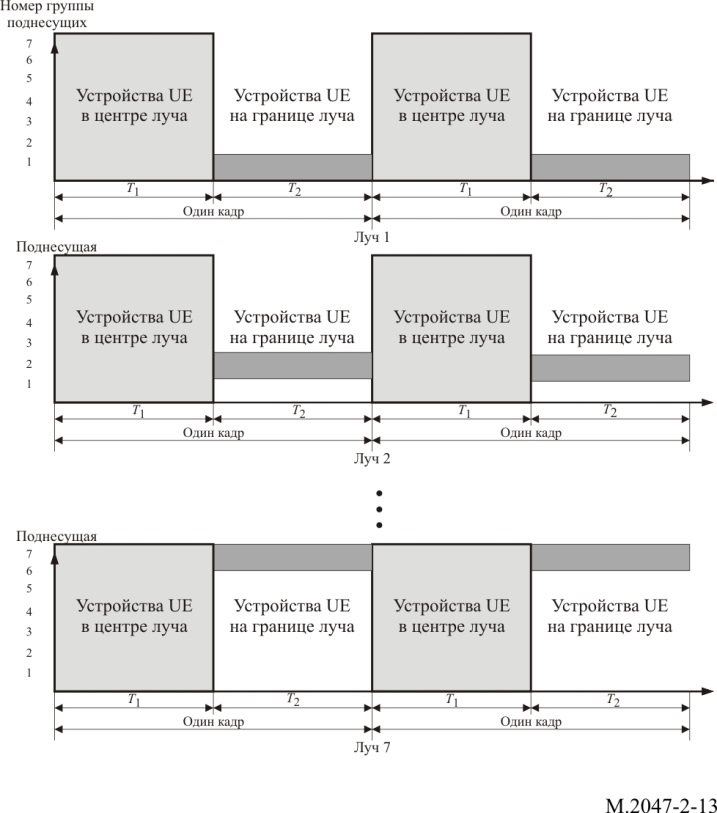 Номер группы
поднесущих
7
6
5
4
3
2
1
Устройства UE
в центре луча
Устройства UE
на границе луча
Устройства UE
в центре луча
Устройства UE
на границе луча
T1
T2
T1
T2
Один кадр
Один кадр
Луч 1
Поднесущая
7
6
5
4
3
2
1
Устройства UE
в центре луча
Устройства UE
на границе луча
Устройства UE
в центре луча
Устройства UE
на границе луча
T1
T2
T1
T2
Один кадр
Один кадр
Луч 2
Поднесущая
7
6
5
4
3
2
1
Устройства UE
в центре луча
Устройства UE
на границе луча
Устройства UE
в центре луча
Устройства UE
на границе луча
T1
T2
T1
T2
Один кадр
Один кадр
Луч 7
M.2047-2-13